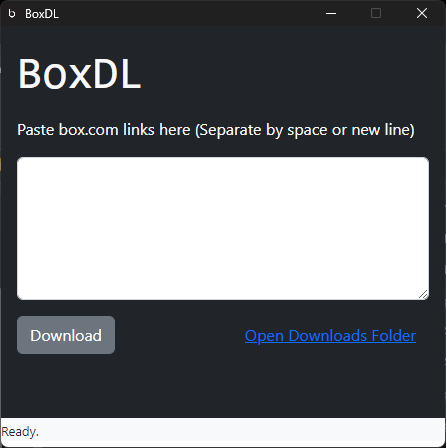 BoxDL
BoxDL
Paste box.com links here (Separate by space or new line)
Download
Open Downloads Folder
Ready.